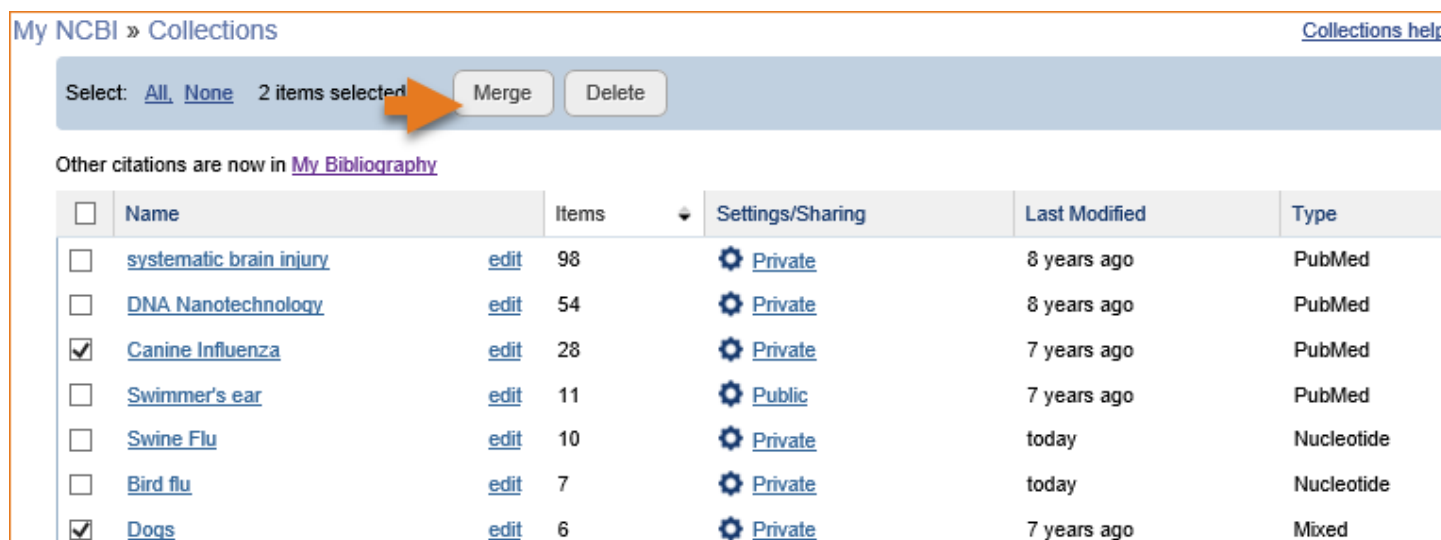 My NCBI » Collections Collections help
Select: All, None 2 items selected Merge Delete
Other citations are now in My Bibliography
Name Items Settings/Sharing Last Modified Type
systematic brain injury edit 98 Private 8 years ago PubMed
DNA Nanotechnology edit 54 Private 8 years ago PubMed
Canine Influenza edit 28 Private 7 years ago PubMed
Swimmer's ear edit 11 Public 7 years ago PubMed
Swine Flu edit 10 Private today Nucleotide
Bird flu edit 7 Private today Nucleotide
Dogs edit 6 Private 7 years ago Mixed